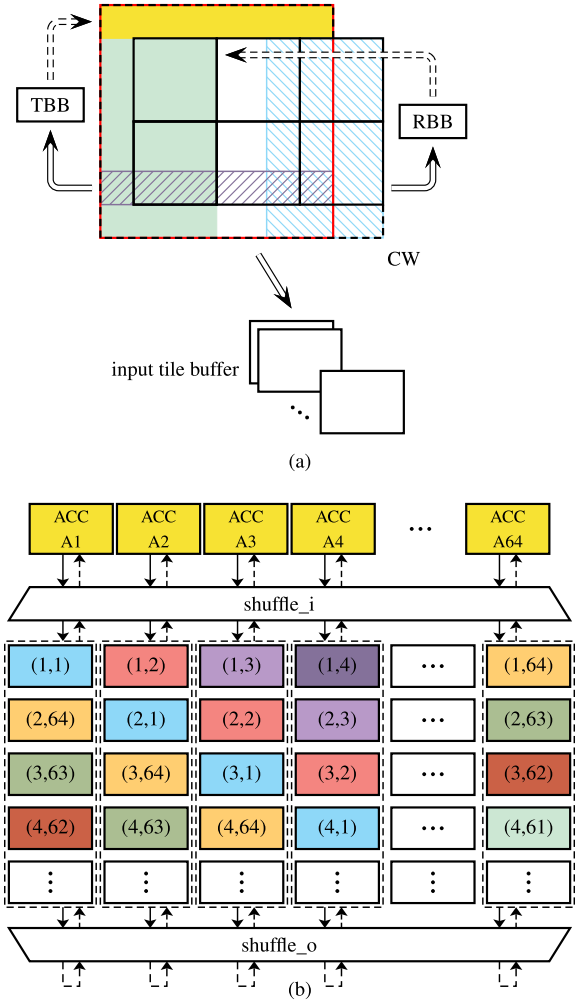 TBB
RBB
CW
input tile buffer
(a)
ACC ACC ACC ACC ... ACC
A1 A2 A3 A4 A64
shuffle_i
(1,1) (1,2) (1,3) (1,4) ... (1,64)
(2,64) (2,1) (2,2) (2,3) ... (2,63)
(3,63) (3,64) (3,1) (3,2) ... (3,62)
(4,62) (4,63) (4,64) (4,1) ... (4,61)
shuffle_o
(b)